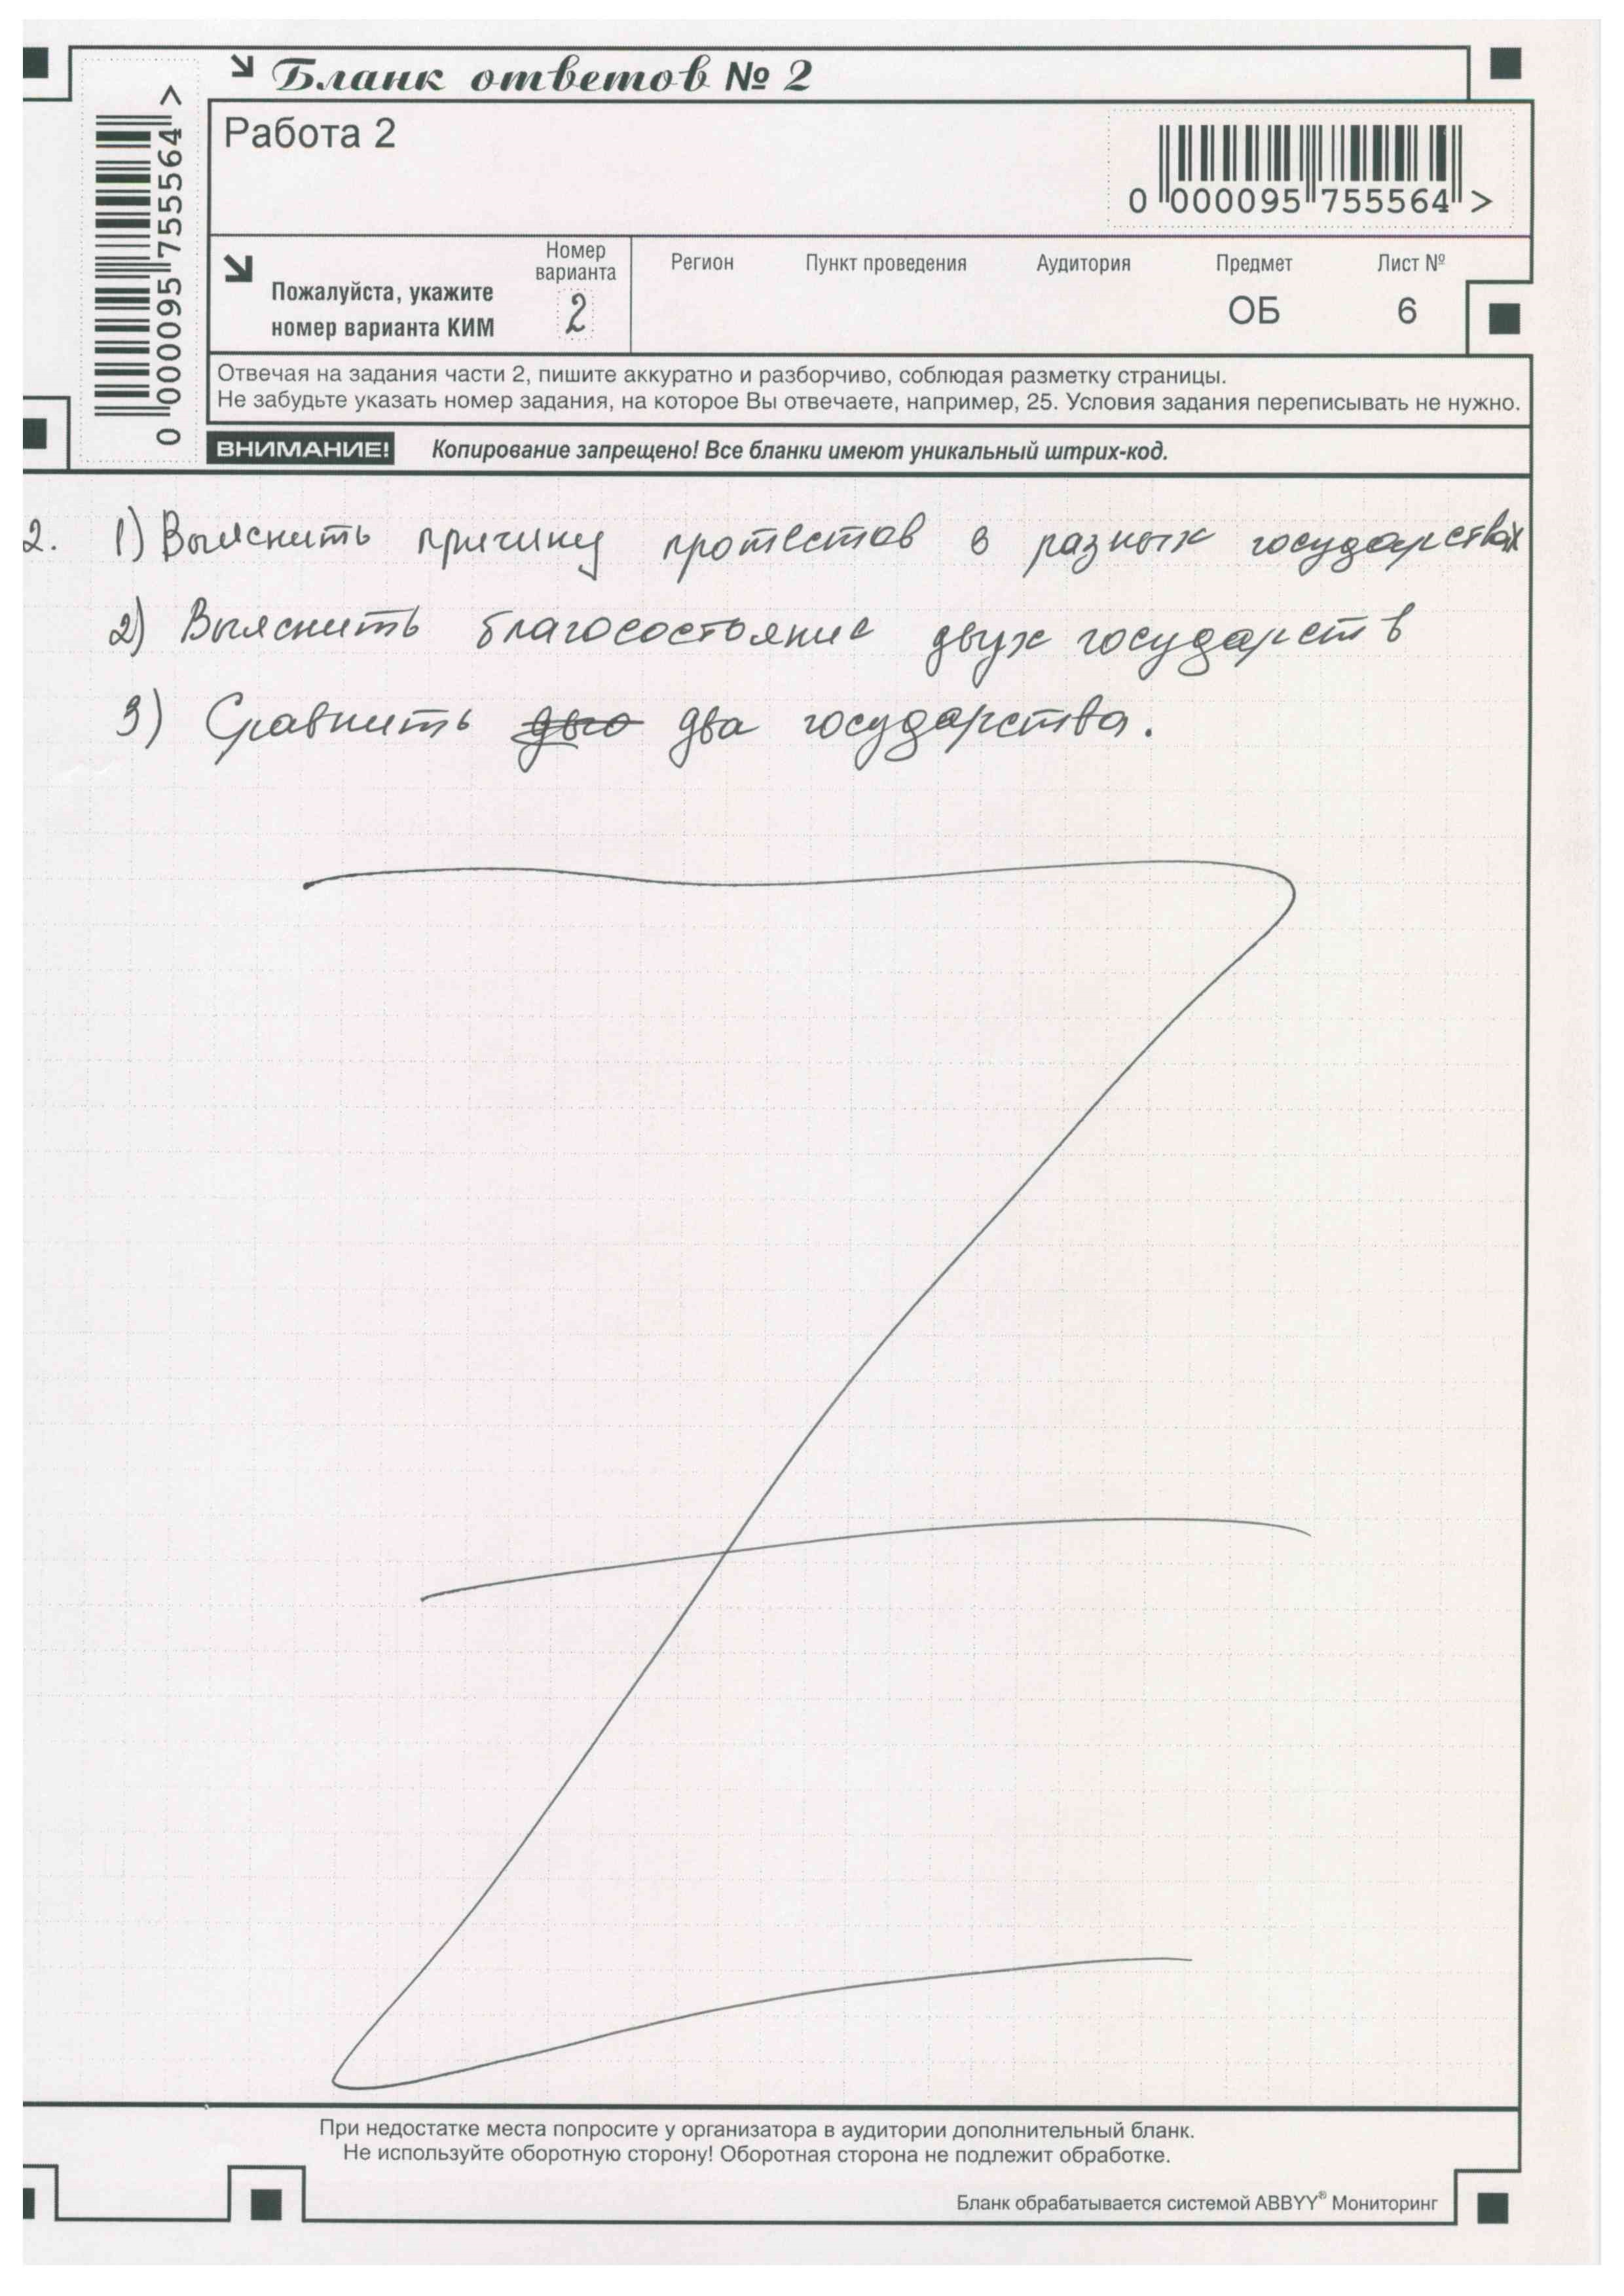 Бланк ответов № 2
Работа 2
0 000095 755564 >
0 000095 755564 >
Пожалуйста, укажите
номер варианта КИМ
Номер
варианта
2
Регион
Пункт проведения
Аудитория
Предмет
ОБ
Лист №
6
Отвечая на задания части 2, пишите аккуратно и разборчиво, соблюдая разметку страницы.
Не забудьте указать номер задания, на которое Вы отвечаете, например, 25. Условия задания переписывать не нужно.
ВНИМАНИЕ! Копирование запрещено! Все бланки имеют уникальный штрих-код.
2. 1) Выяснить причину протестов в разных государствах
2) Выяснить благосостояние двух государств
3) Сравнить два государства.
При недостатке места попросите у организатора в аудитории дополнительный бланк.
Не используйте оборотную сторону! Оборотная сторона не подлежит обработке.
Бланк обрабатывается системой ABBYY® Мониторинг